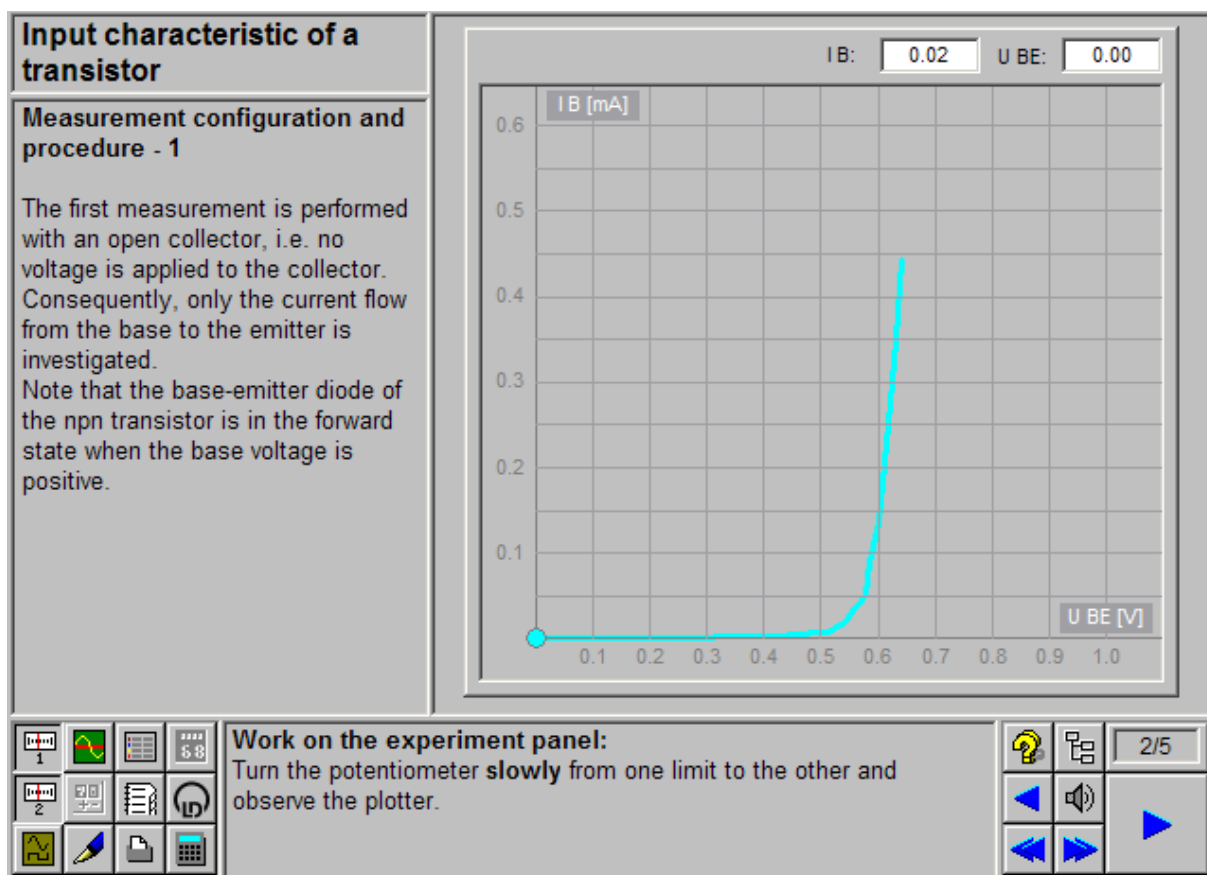 Input characteristic of a
transistor
Measurement configuration and
procedure - 1
The first measurement is performed
with an open collector, i.e. no
voltage is applied to the collector.
Consequently, only the current flow
from the base to the emitter is
investigated.
Note that the base-emitter diode of
the npn transistor is in the forward
state when the base voltage is
positive.
I B: 0.02 U BE: 0.00
I B [mA]
0.6
0.5
0.4
0.3
0.2
0.1
U BE [V]
0.1 0.2 0.3 0.4 0.5 0.6 0.7 0.8 0.9 1.0
1
68
2
Work on the experiment panel:
Turn the potentiometer slowly from one limit to the other and
observe the plotter.
2/5